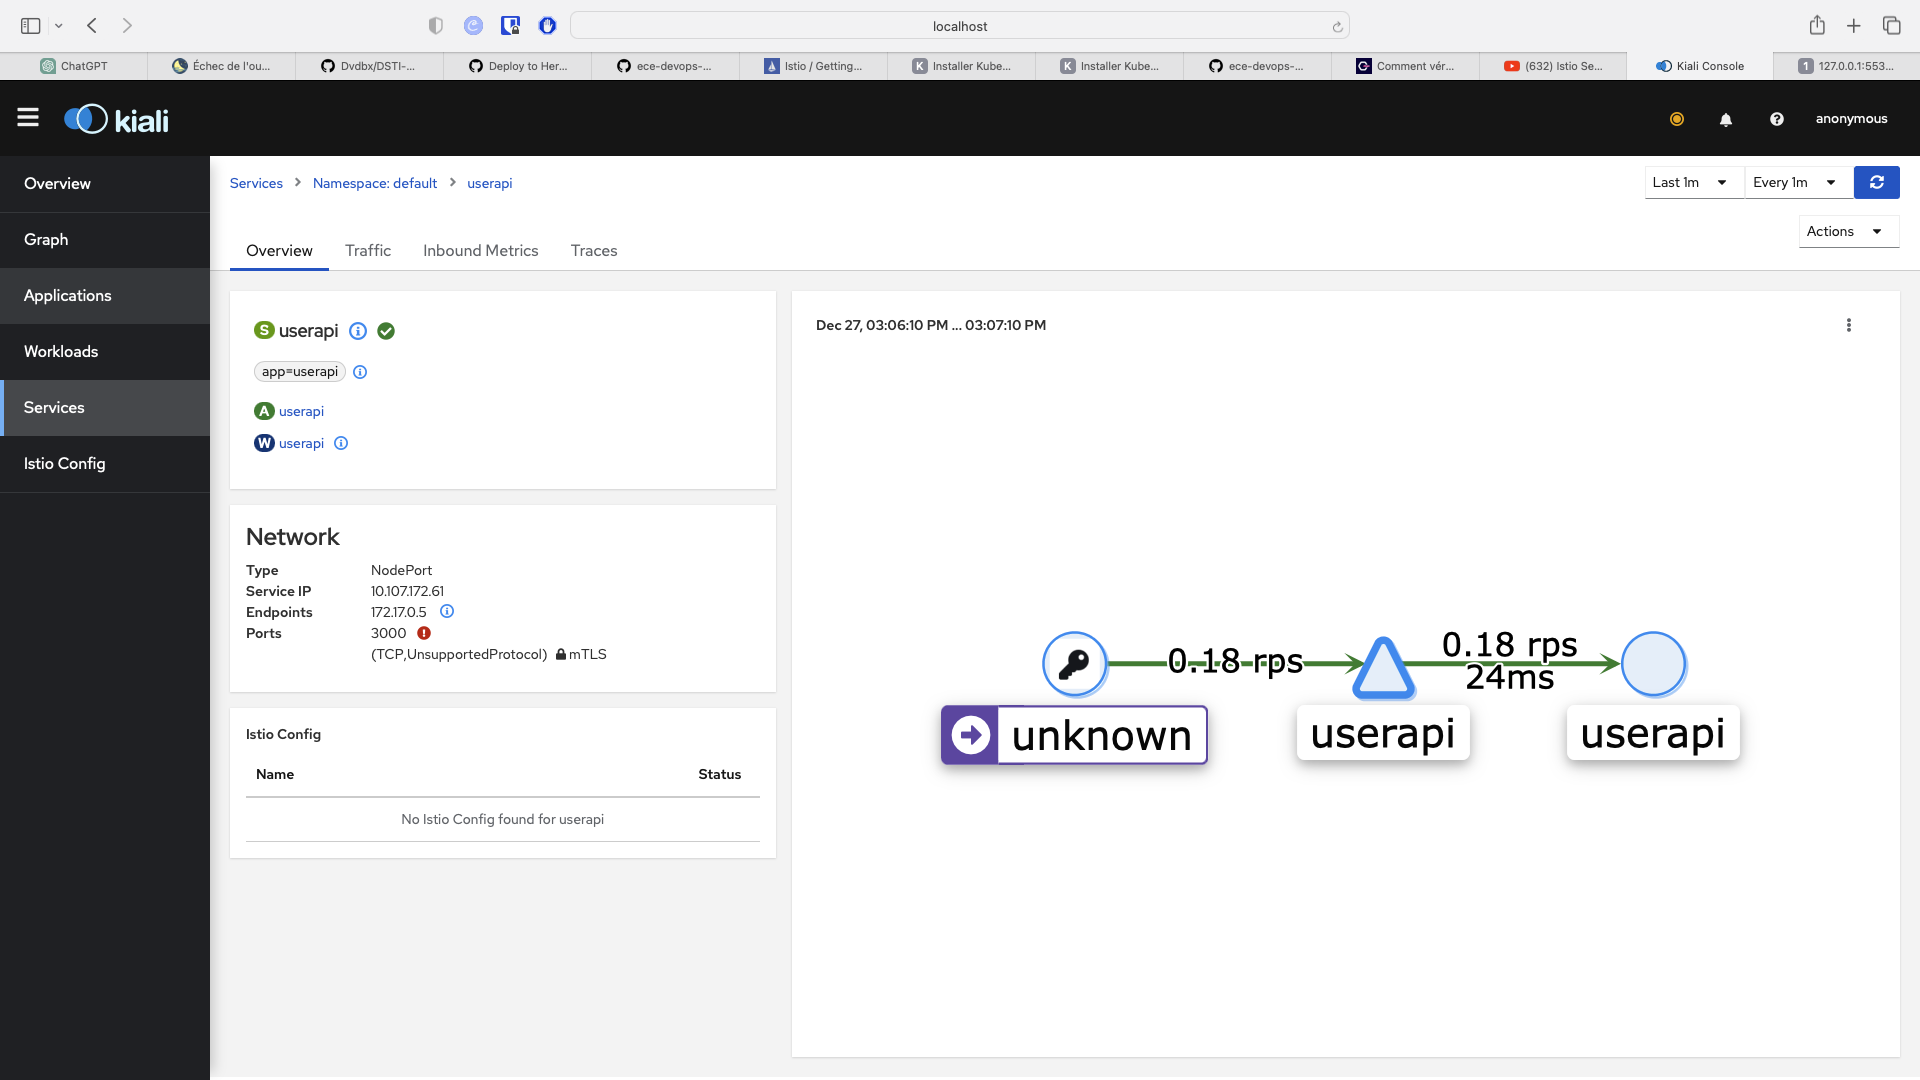 localhost
ChatGPT
Échec de l'ou...
Dvdbx/DSTI-...
Deploy to Her...
ece-devops-...
Istio / Getting...
Installer Kube...
Installer Kube...
ece-devops-...
Comment vér...
(632) Istio Se...
Kiali Console
1 127.0.0.1:553...
kiali
anonymous
Overview
Graph
Applications
Workloads
Services
Istio Config
Services > Namespace: default > userapi
Last 1m
Every 1m
Actions
Overview Traffic Inbound Metrics Traces
S userapi
app=userapi
A userapi
W userapi
Network
Type NodePort
Service IP 10.107.172.61
Endpoints 172.17.0.5
Ports 3000
(TCP,UnsupportedProtocol) mTLS
Istio Config
Name Status
No Istio Config found for userapi
Dec 27, 03:06:10 PM ... 03:07:10 PM
0.18 rps
0.18 rps
24ms
unknown
userapi
userapi